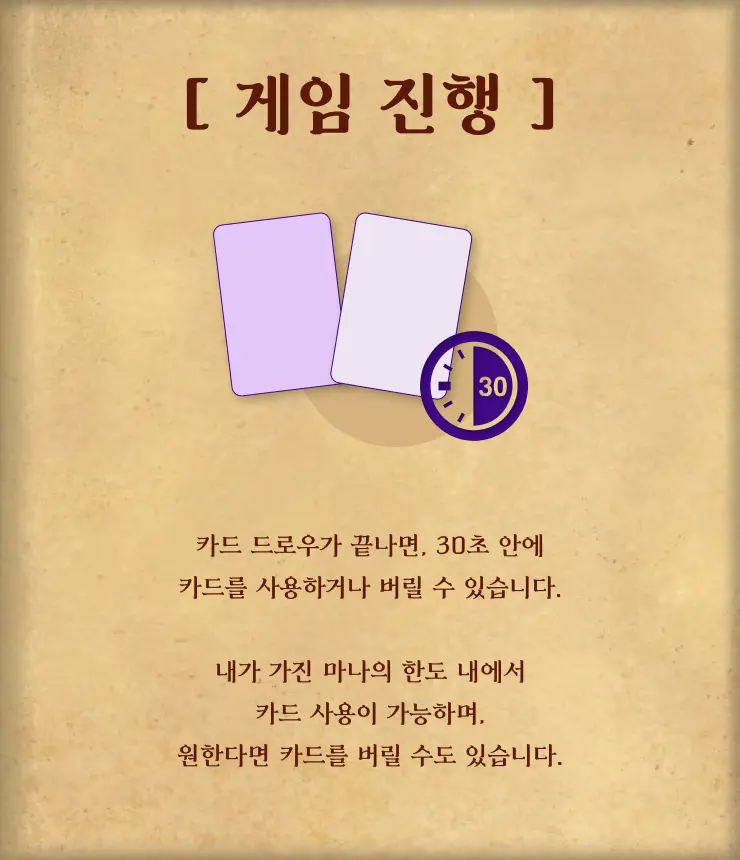 [ 게임 진행 ]
30
카드 드로우가 끝나면, 30초 안에
카드를 사용하거나 버릴 수 있습니다.
내가 가진 마나의 한도 내에서
카드 사용이 가능하며,
원한다면 카드를 버릴 수도 있습니다.